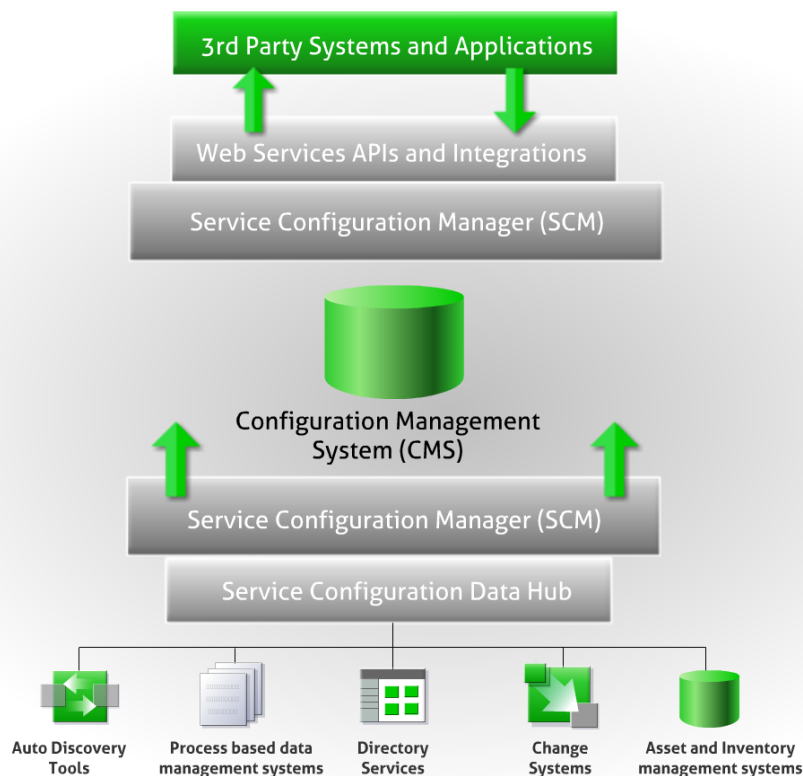 3rd Party Systems and Applications
Web Services APIs and Integrations
Service Configuration Manager (SCM)
Configuration Management
System (CMS)
Service Configuration Manager (SCM)
Service Configuration Data Hub
Auto Discovery
Tools
Process based data
management systems
Directory
Services
Change
Systems
Asset and Inventory
management systems